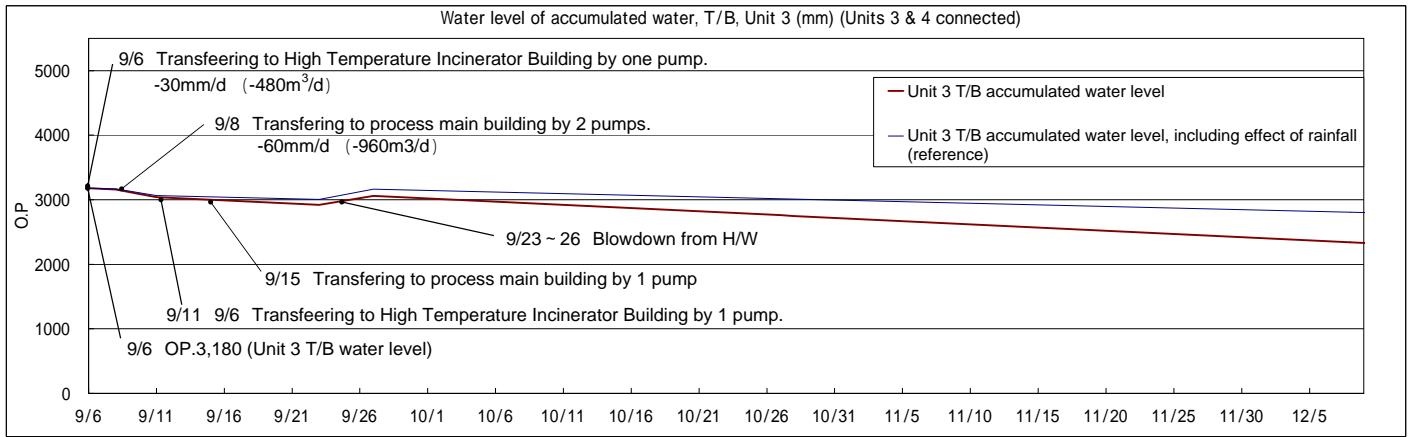 Water level of accumulated water, T/B, Unit 3 (mm) (Units 3 & 4 connected)
9/6 Transfeering to High Temperature Incinerator Building by one pump.
-30mm/d (-480m³/d)
9/8 Transfering to process main building by 2 pumps.
-60mm/d (-960m3/d)
Unit 3 T/B accumulated water level
Unit 3 T/B accumulated water level, including effect of rainfall
(reference)
9/23 ~ 26 Blowdown from H/W
9/15 Transfering to process main building by 1 pump
9/11 9/6 Transfeering to High Temperature Incinerator Building by 1 pump.
9/6 OP.3,180 (Unit 3 T/B water level)
O.P
5000
4000
3000
2000
1000
0
9/6 9/11 9/16 9/21 9/26 10/1 10/6 10/11 10/16 10/21 10/26 10/31 11/5 11/10 11/15 11/20 11/25 11/30 12/5